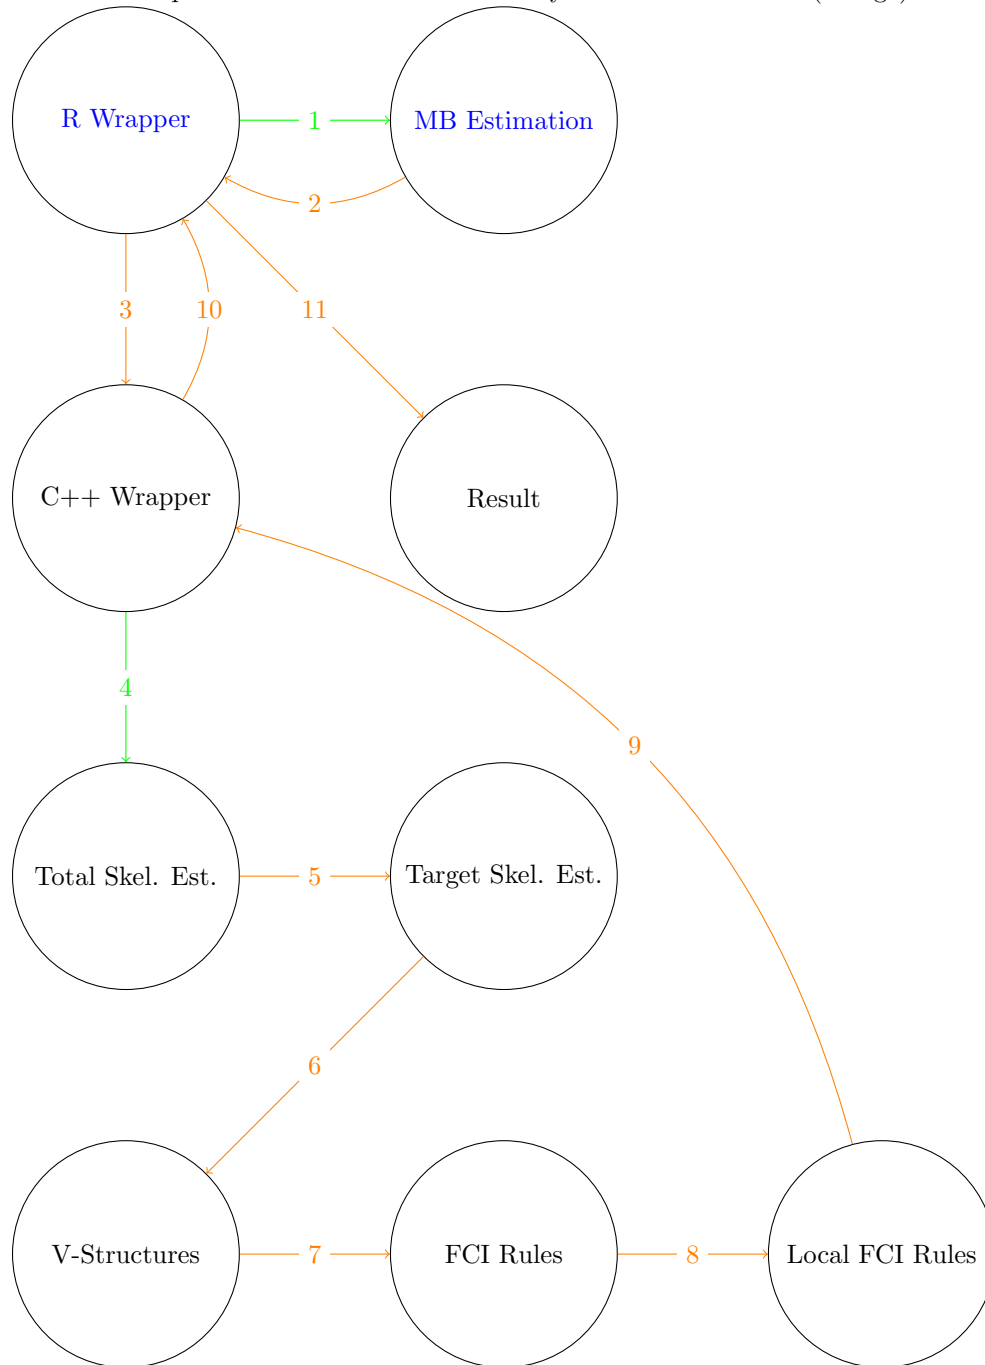 R Wrapper
1
MB Estimation
2
3
10
11
C++ Wrapper
Result
4
9
Total Skel. Est.
5
Target Skel. Est.
6
V-Structures
7
FCI Rules
8
Local FCI Rules